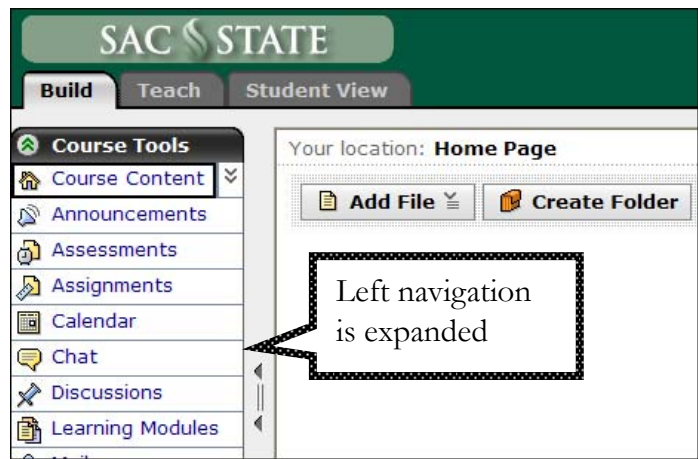 SAC STATE
Build Teach Student View
Course Tools
Course Content
Announcements
Assessments
Assignments
Calendar
Chat
Discussions
Learning Modules
Your location: Home Page
Add File Create Folder
Left navigation
is expanded